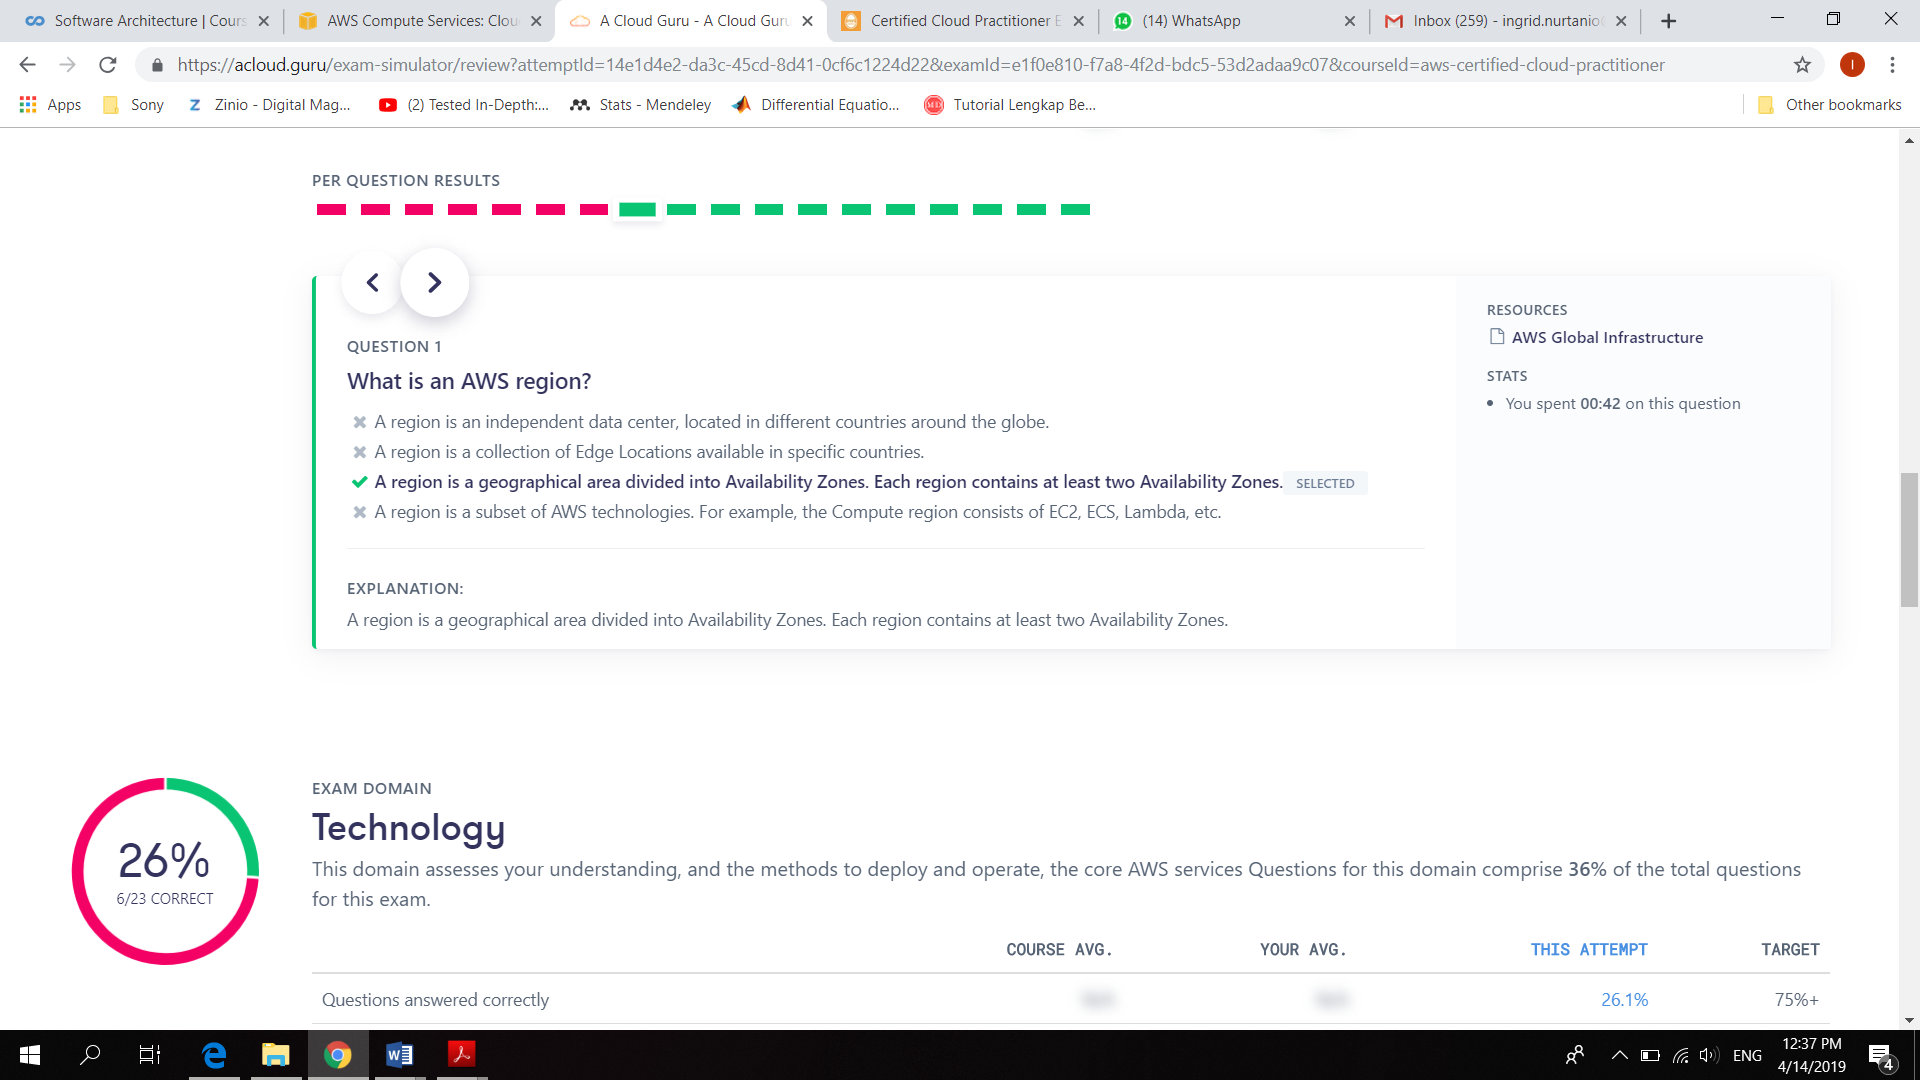 Software Architecture | Cours
AWS Compute Services: Clou
A Cloud Guru - A Cloud Guru
Certified Cloud Practitioner E
14
(14) WhatsApp
Inbox (259) - ingrid.nurtanio
https://acloud.guru/exam-simulator/review?attemptId=14e1d4e2-da3c-45cd-8d41-0cf6c1224d22&examId=e1f0e810-f7a8-4f2d-bdc5-53d2adaa9c07&courseId=aws-certified-cloud-practitioner
I
Apps
Sony
Z Zinio - Digital Mag...
(2) Tested In-Depth:...
Stats - Mendeley
Differential Equatio...
Tutorial Lengkap Be...
Other bookmarks
PER QUESTION RESULTS
QUESTION 1
What is an AWS region?
A region is an independent data center, located in different countries around the globe.
A region is a collection of Edge Locations available in specific countries.
A region is a geographical area divided into Availability Zones. Each region contains at least two Availability Zones. SELECTED
A region is a subset of AWS technologies. For example, the Compute region consists of EC2, ECS, Lambda, etc.
EXPLANATION:
A region is a geographical area divided into Availability Zones. Each region contains at least two Availability Zones.
RESOURCES
AWS Global Infrastructure
STATS
You spent 00:42 on this question
26%
6/23 CORRECT
EXAM DOMAIN
Technology
This domain assesses your understanding, and the methods to deploy and operate, the core AWS services Questions for this domain comprise 36% of the total questions
for this exam.
COURSE AVG. YOUR AVG. THIS ATTEMPT TARGET
Questions answered correctly 26.1% 75%+
ENG
12:37 PM
4/14/2019
4